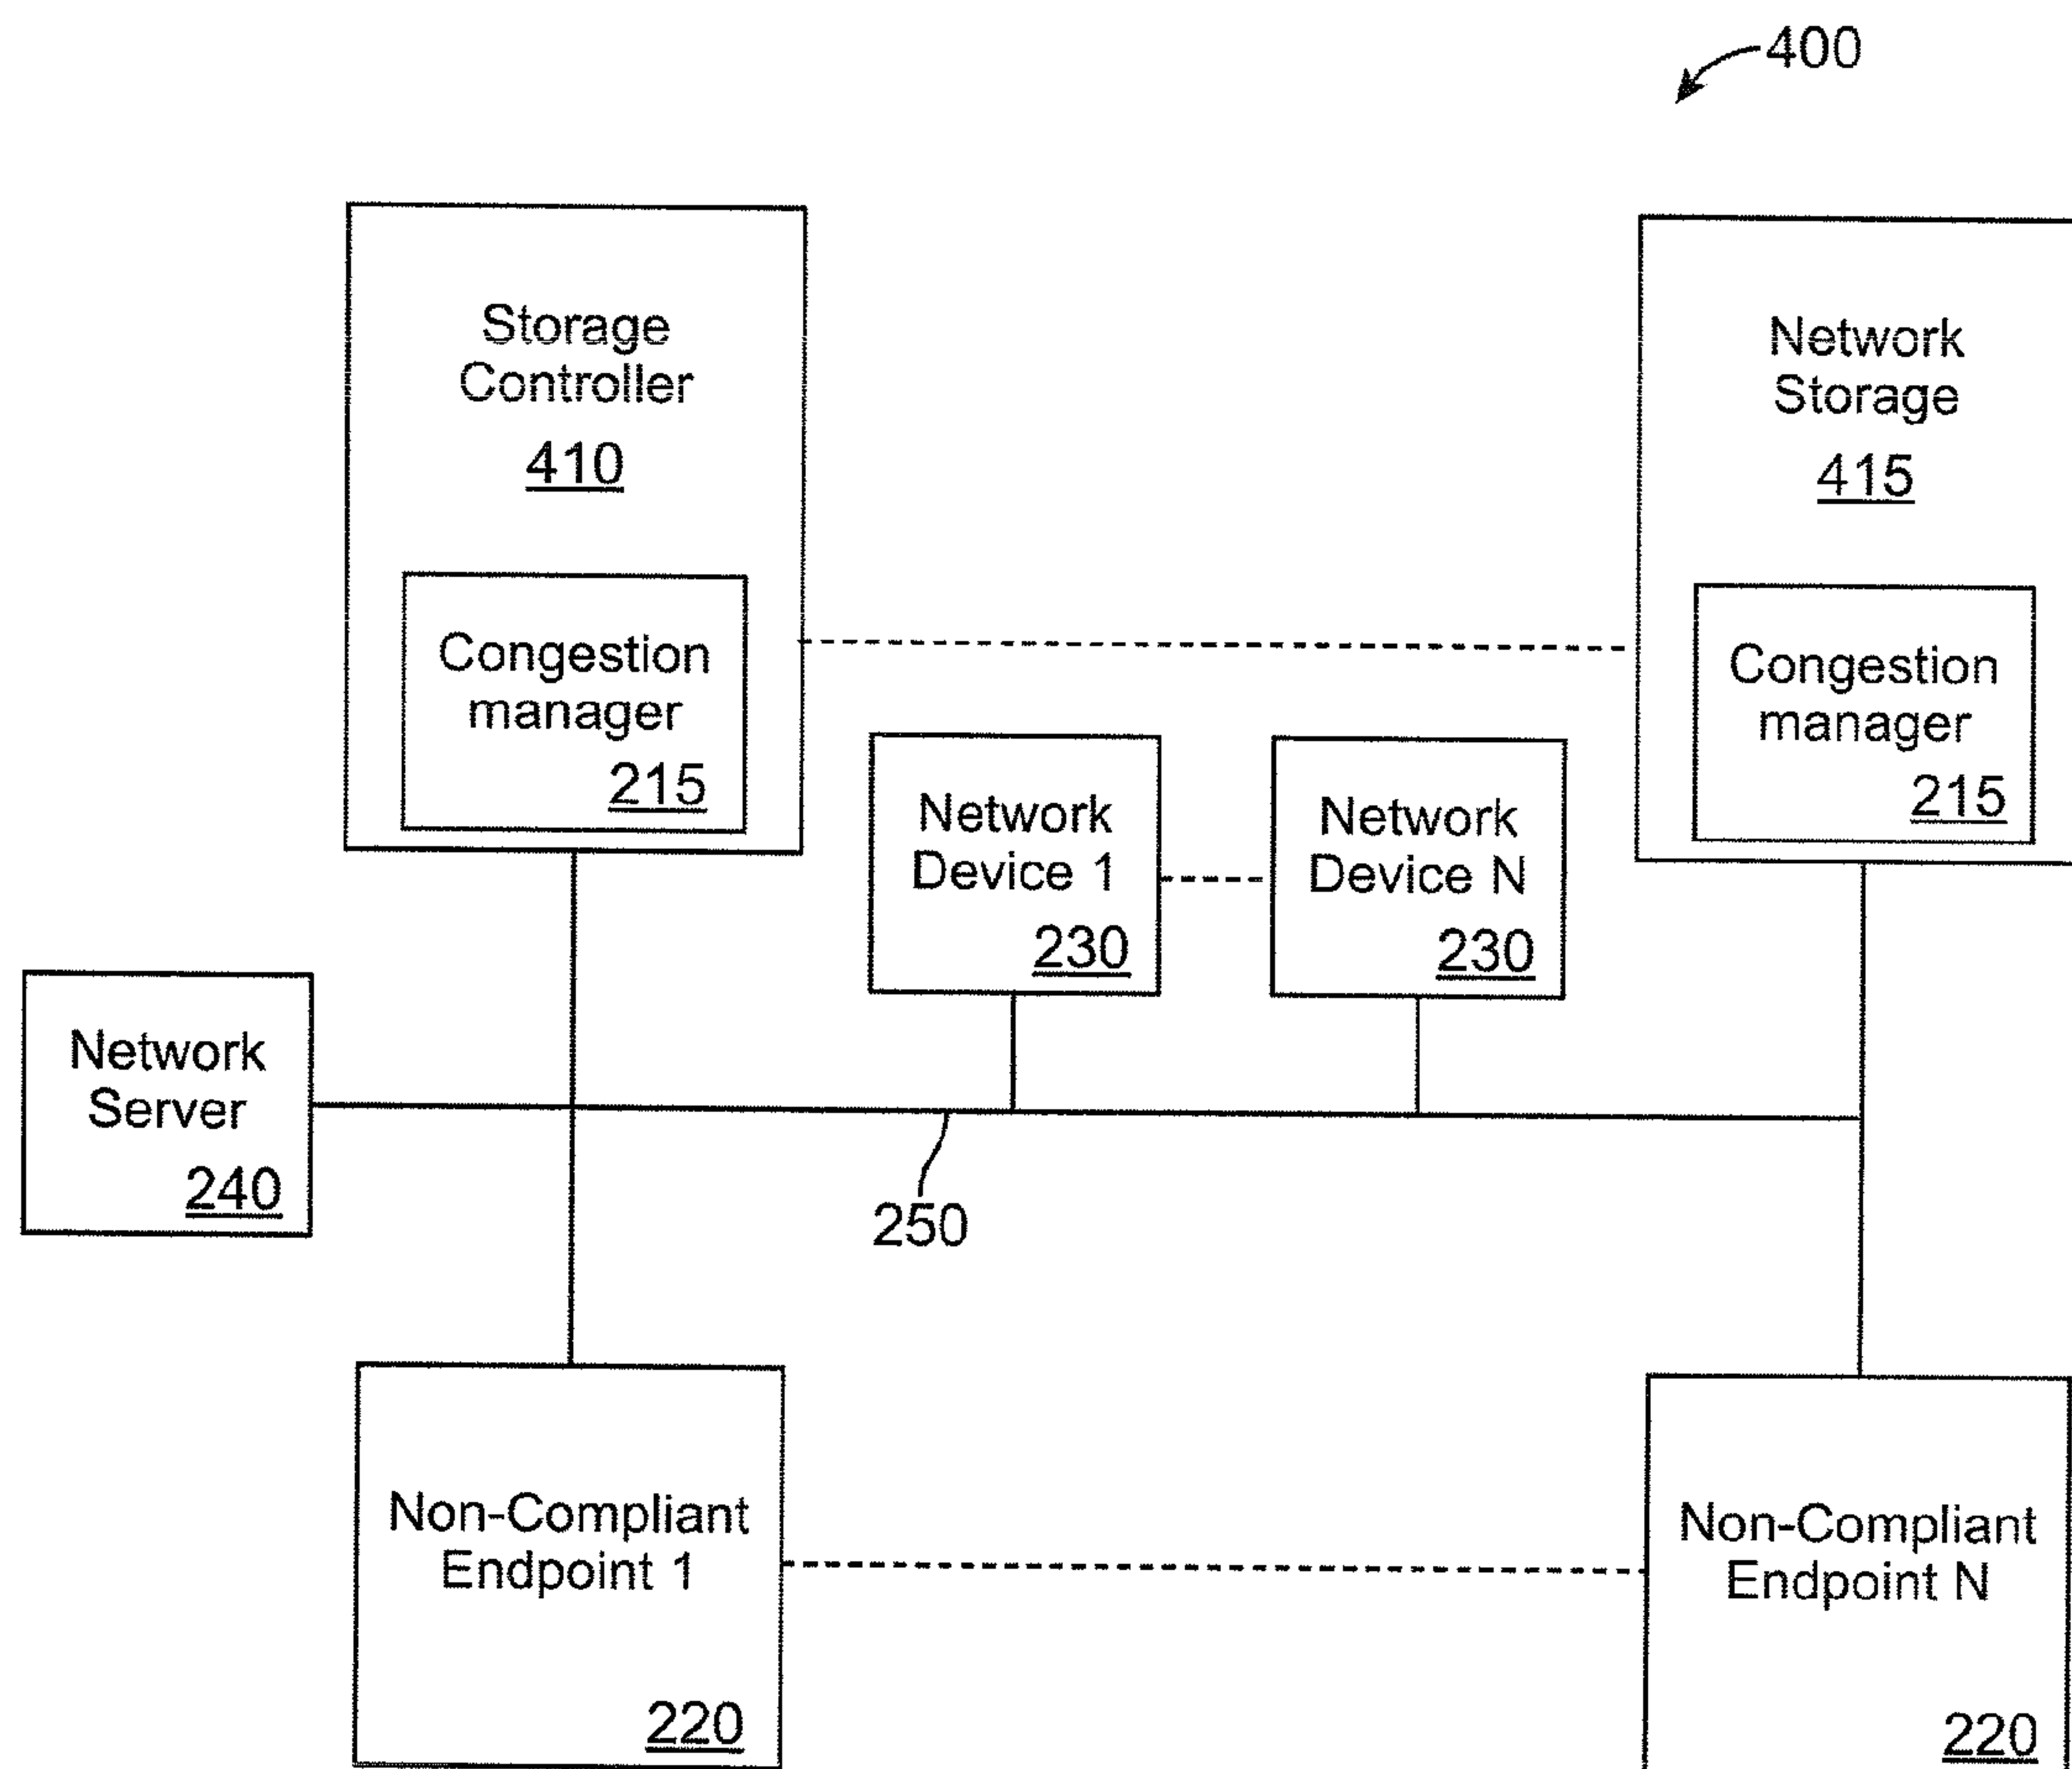 400
Storage
Controller
410
Congestion
manager
215
Network
Storage
415
Congestion
manager
215
Network
Device 1
230
Network
Device N
230
Network
Server
240
250
Non-Compliant
Endpoint 1
220
Non-Compliant
Endpoint N
220